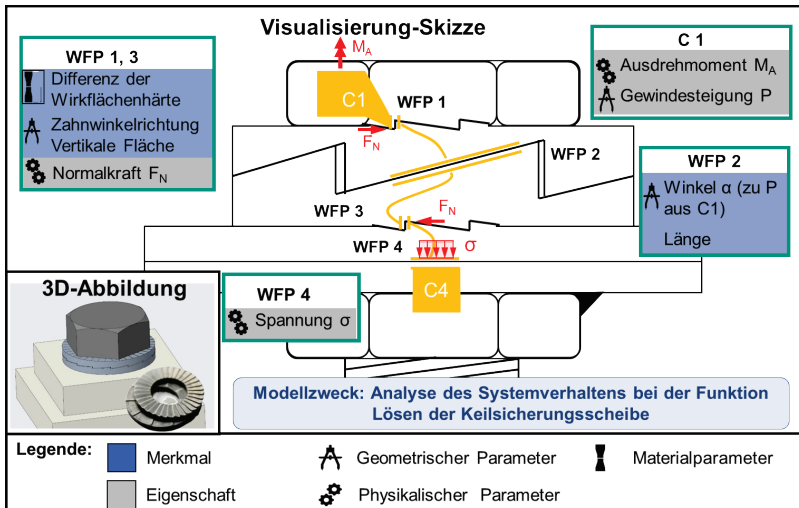 Visualisierung-Skizze
WFP 1, 3
Differenz der
Wirkflächenhärte
Zahnwinkelrichtung
Vertikale Fläche
Normalkraft F_N
M_A
C1
WFP 1
F_N
WFP 2
WFP 3
F_N
WFP 4
σ
C4
C 1
Ausdrehmoment M_A
Gewindesteigung P
WFP 2
Winkel α (zu P
aus C1)
Länge
3D-Abbildung
WFP 4
Spannung σ
Modellzweck: Analyse des Systemverhaltens bei der Funktion
Lösen der Keilsicherungsscheibe
Legende:
Merkmal
Geometrischer Parameter
Materialparameter
Eigenschaft
Physikalischer Parameter